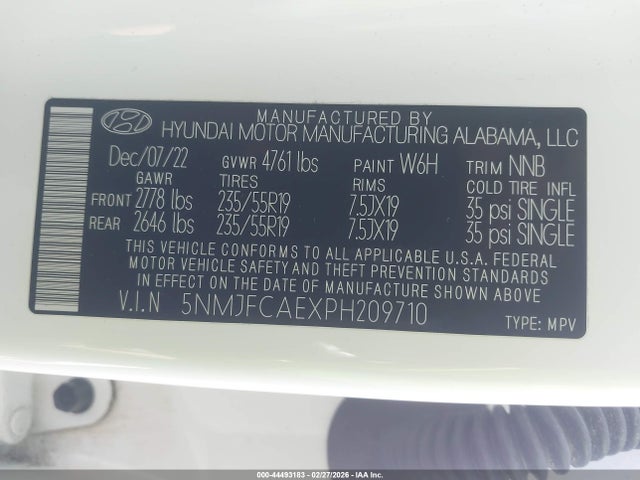 MANUFACTURED BY
HYUNDAI MOTOR MANUFACTURING ALABAMA, LLC
Dec/07/22 GVWR 4761 lbs PAINT W6H TRIM NNB
GAWR TIRES RIMS COLD TIRE INFL
FRONT 2778 lbs 235/55R19 7.5JX19 35 psi SINGLE
REAR 2646 lbs 235/55R19 7.5JX19 35 psi SINGLE
THIS VEHICLE CONFORMS TO ALL APPLICABLE U.S.A. FEDERAL
MOTOR VEHICLE SAFETY, BUMPER, AND THEFT PREVENTION STANDARDS
IN EFFECT ON THE DATE OF MANUFACTURE SHOWN ABOVE.
V.I.N 5NMJFCAEXPH209710
TYPE: MPV
000-44493183 - 02/27/2026 - IAA Inc.